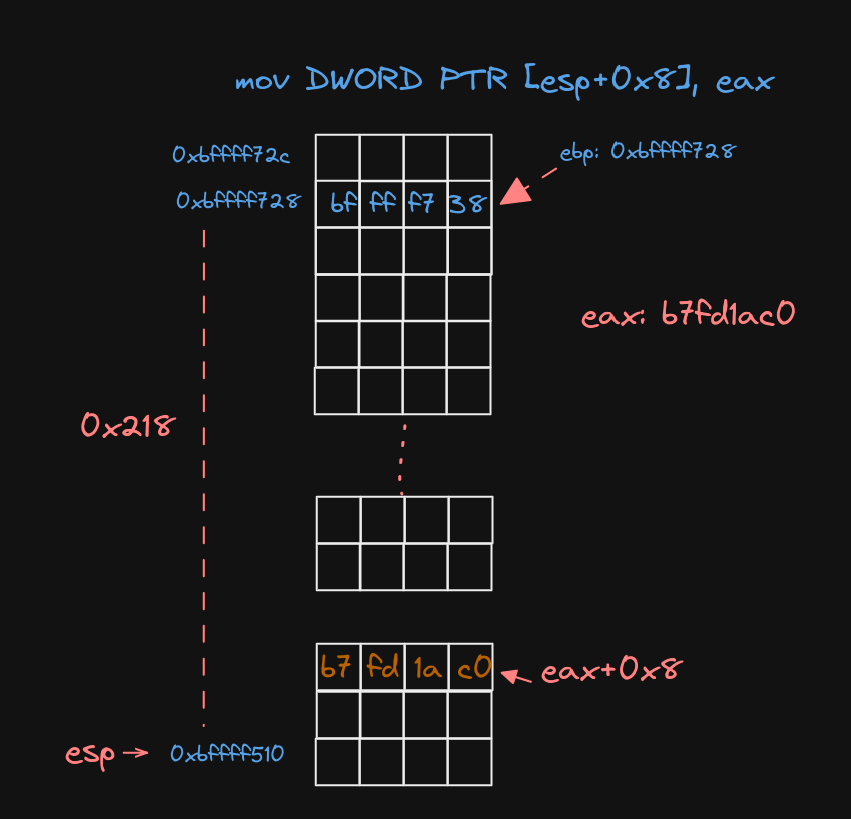 mov DWORD PTR [esp+0x8], eax
0xbffff72c
ebp: 0xbffff728
0xbffff728
bf ff f7 38
eax: b7fd1ac0
0x218
b7 fd 1a c0
eax+0x8
esp → 0xbffff510